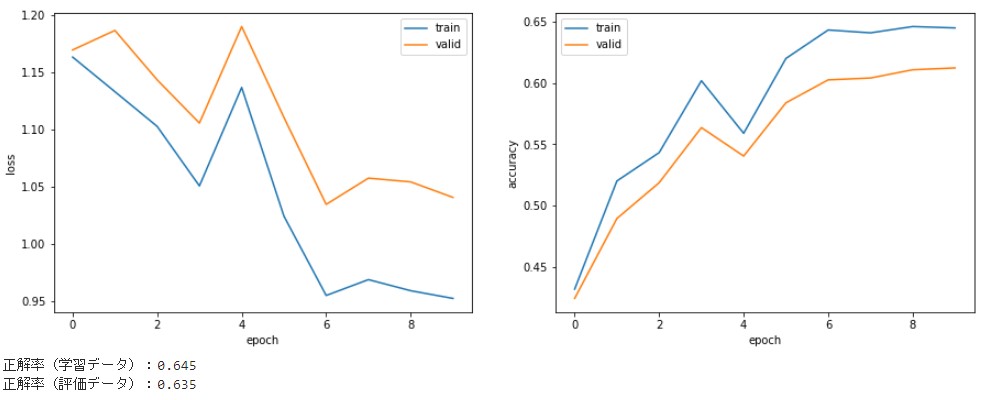 train
valid
1.20
1.15
1.10
1.05
1.00
0.95
loss
0
2
4
6
8
epoch
train
valid
0.65
0.60
0.55
0.50
0.45
accuracy
0
2
4
6
8
epoch
正解率（学習データ）：0.645
正解率（評価データ）：0.635